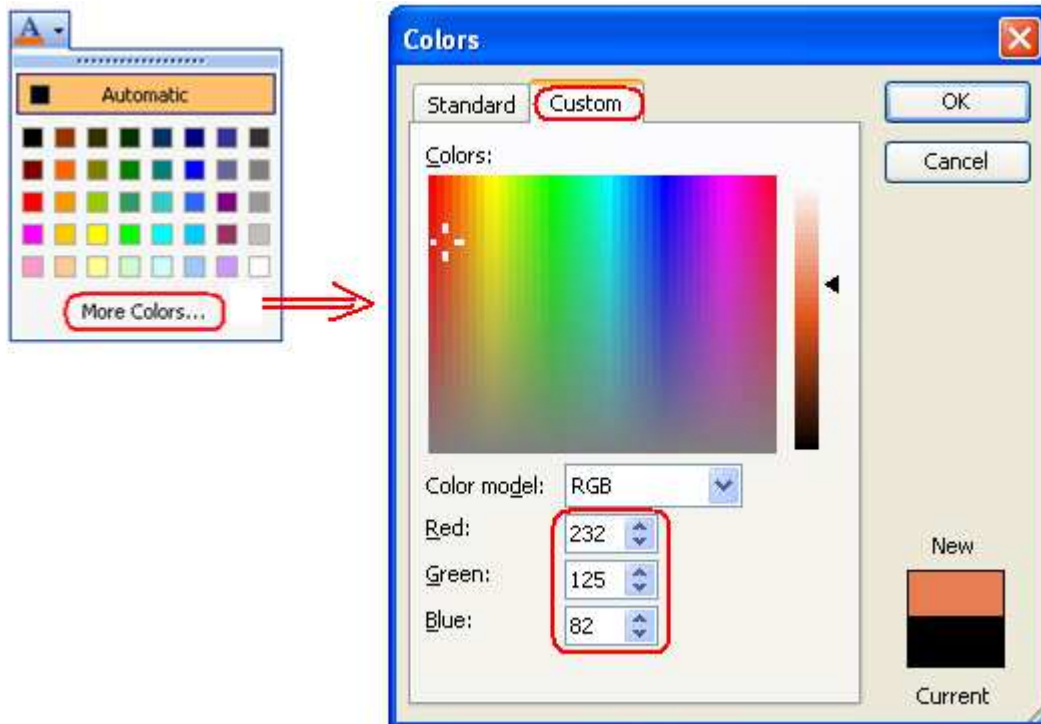 A
Automatic
More Colors...
Colors
Standard
Custom
OK
Cancel
Colors:
Color model:
RGB
Red:
232
Green:
125
Blue:
82
New
Current